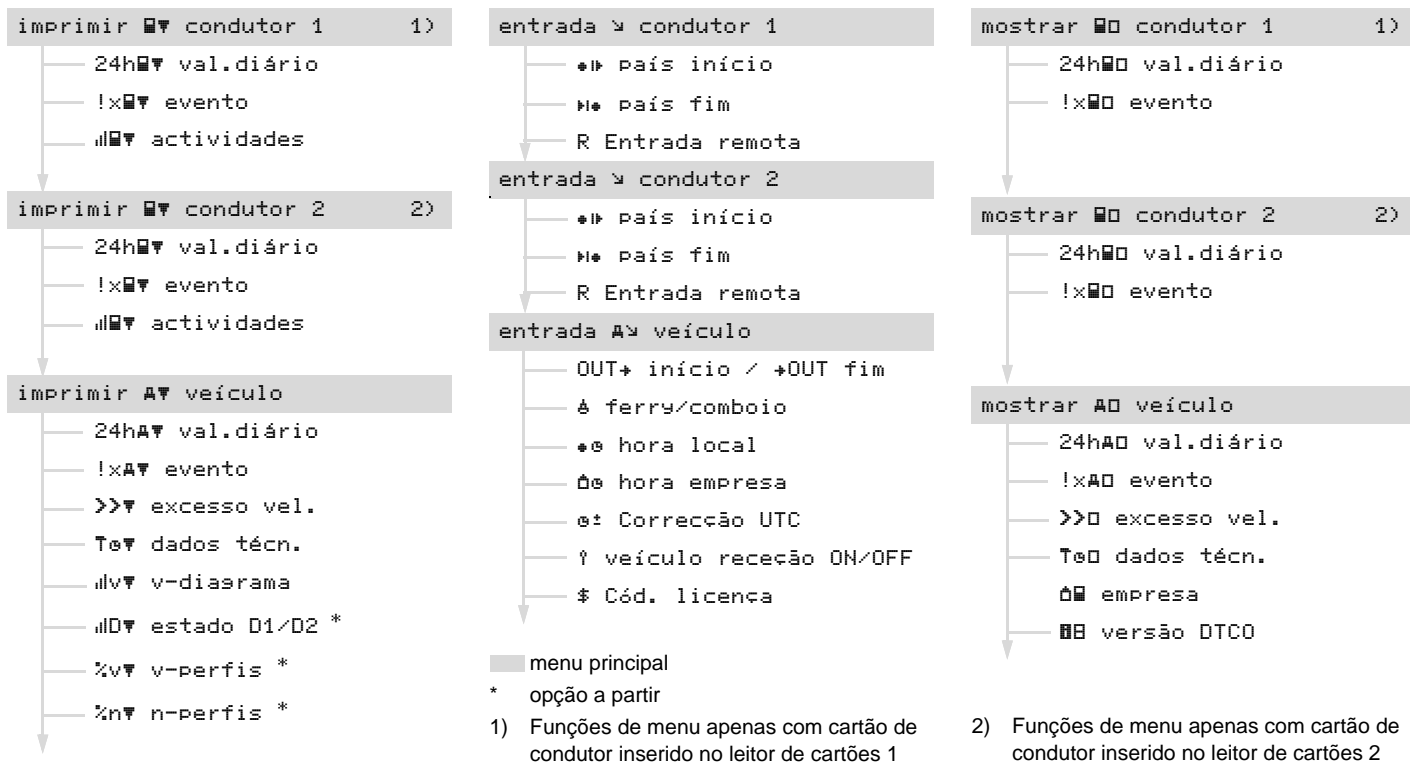 imprimir condutor 1 1)
24h val.diário
!x evento
actividades
imprimir condutor 2 2)
24h val.diário
!x evento
actividades
imprimir veículo
24h val.diário
!x evento
>> excesso vel.
T dados técn.
v v-diagrama
D estado D1/D2 *
%v v-perfis *
%n n-perfis *
entrada condutor 1
país início
país fim
R Entrada remota
entrada condutor 2
país início
país fim
R Entrada remota
entrada veículo
OUT início / OUT fim
ferry/comboio
hora local
hora empresa
Correcção UTC
veículo receção ON/OFF
$ Cód. licença
menu principal
* opção a partir
1) Funções de menu apenas com cartão de
condutor inserido no leitor de cartões 1
mostrar condutor 1 1)
24h val.diário
!x evento
mostrar condutor 2 2)
24h val.diário
!x evento
mostrar veículo
24h val.diário
!x evento
>> excesso vel.
T dados técn.
empresa
versão DTCO
2) Funções de menu apenas com cartão de
condutor inserido no leitor de cartões 2